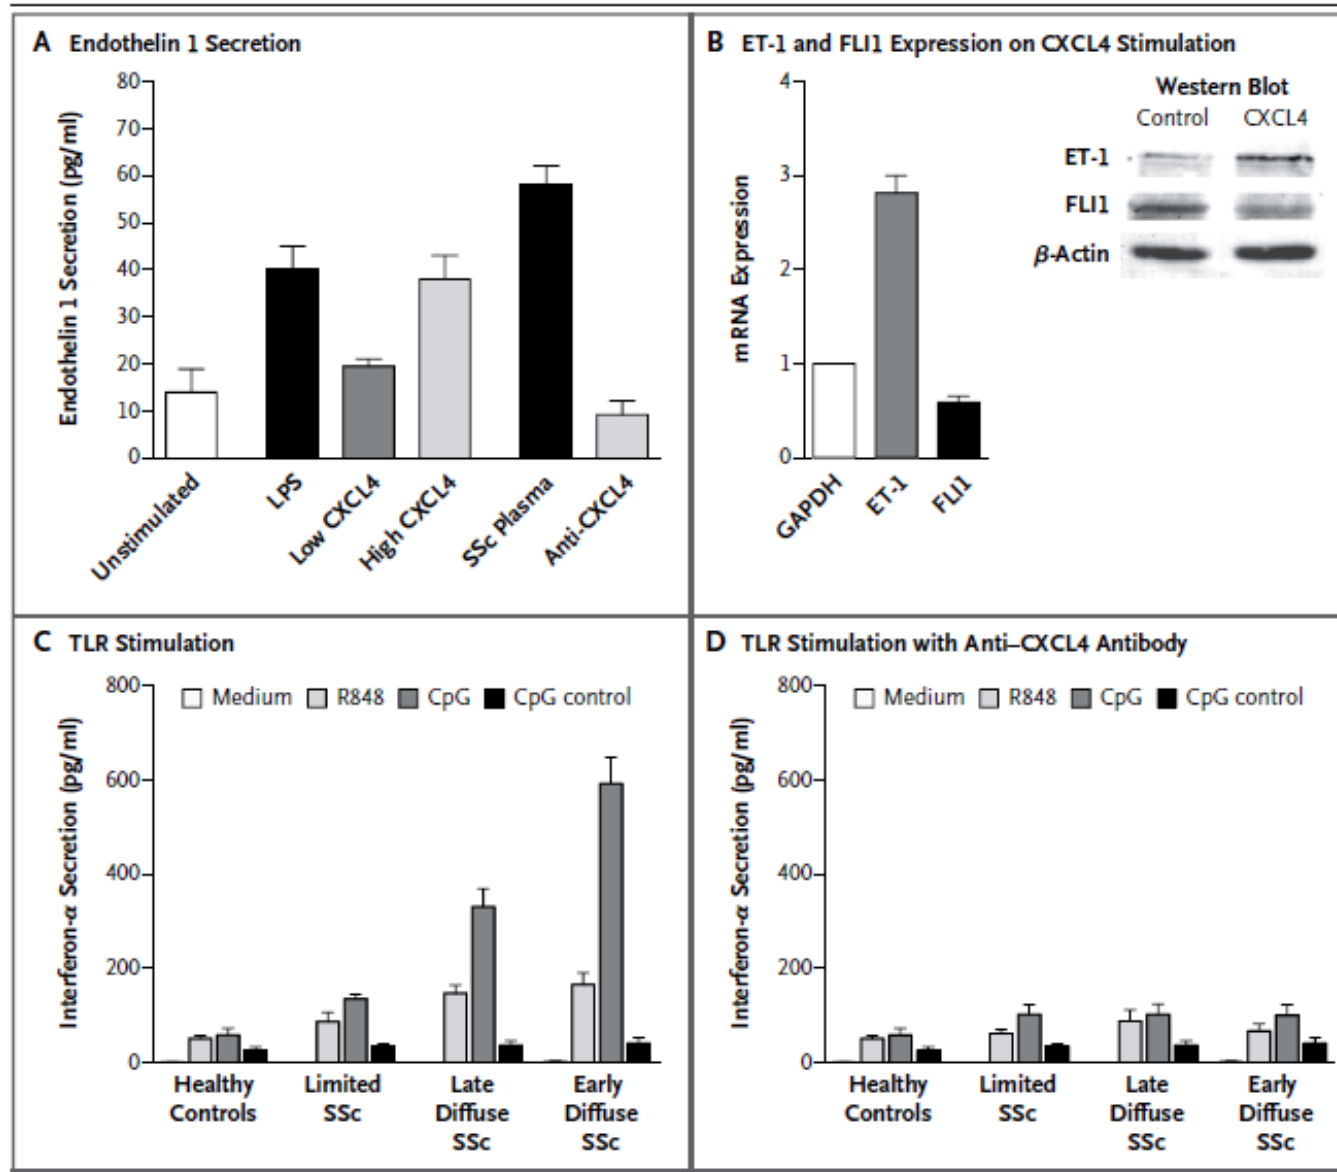 A Endothelin 1 Secretion
Endothelin 1 Secretion (pg/ml)
80
70
60
50
40
30
20
10
0
Unstimulated
LPS
Low CXCL4
High CXCL4
SSc Plasma
Anti-CXCL4
B ET-1 and FLI1 Expression on CXCL4 Stimulation
mRNA Expression
4
3
2
1
0
GAPDH
ET-1
FLI1
Western Blot
Control CXCL4
ET-1
FLI1
β-Actin
C TLR Stimulation
Medium R848 CpG CpG control
Interferon-α Secretion (pg/ml)
800
600
400
200
0
Healthy Controls
Limited SSc
Late Diffuse SSc
Early Diffuse SSc
D TLR Stimulation with Anti–CXCL4 Antibody
Medium R848 CpG CpG control
Interferon-α Secretion (pg/ml)
800
600
400
200
0
Healthy Controls
Limited SSc
Late Diffuse SSc
Early Diffuse SSc